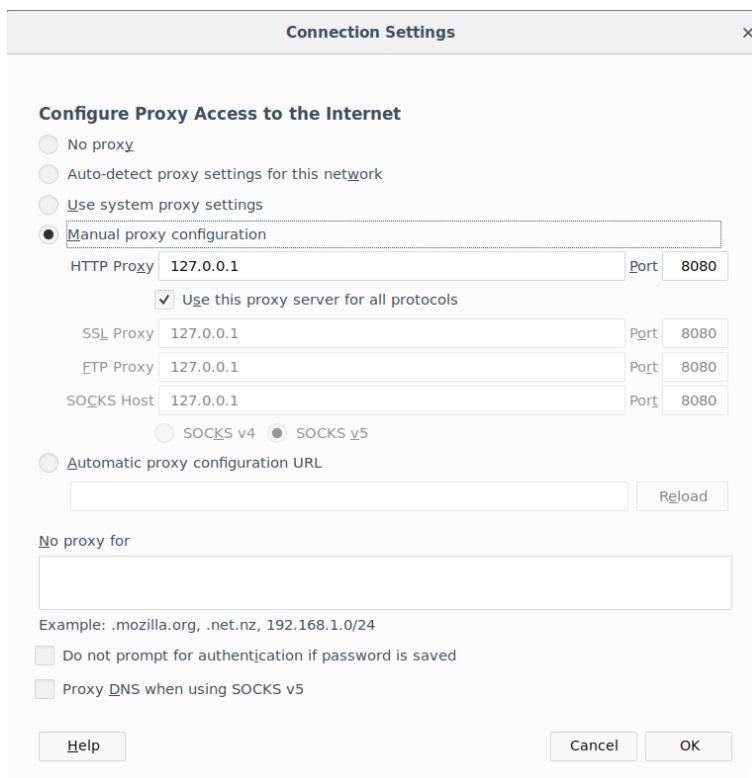 Connection Settings ×
Configure Proxy Access to the Internet
No proxy
Auto-detect proxy settings for this network
Use system proxy settings
Manual proxy configuration
HTTP Proxy 127.0.0.1 Port 8080
Use this proxy server for all protocols
SSL Proxy 127.0.0.1 Port 8080
FTP Proxy 127.0.0.1 Port 8080
SOCKS Host 127.0.0.1 Port 8080
SOCKS v4 SOCKS v5
Automatic proxy configuration URL
Reload
No proxy for
Example: .mozilla.org, .net.nz, 192.168.1.0/24
Do not prompt for authentication if password is saved
Proxy DNS when using SOCKS v5
Help Cancel OK